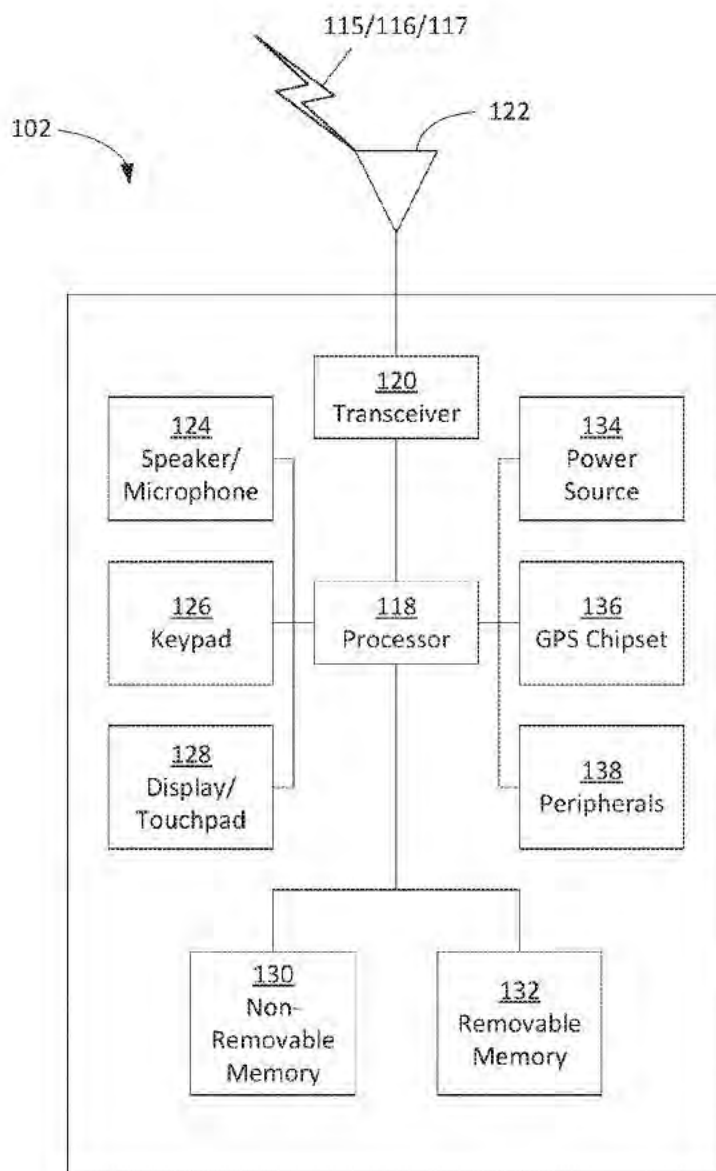 115/116/117
122
102
120
Transceiver
124
Speaker/
Microphone
134
Power
Source
126
Keypad
118
Processor
136
GPS Chipset
128
Display/
Touchpad
138
Peripherals
130
Non-
Removable
Memory
132
Removable
Memory